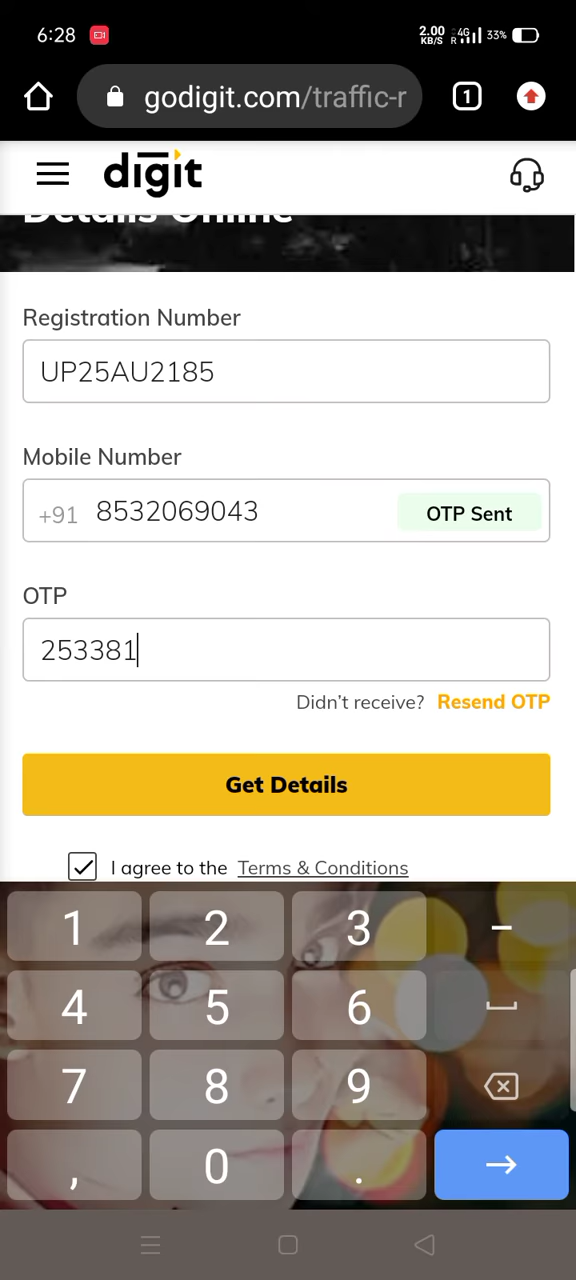 6:28
2.00 KB/S
R 4G
33%
godigit.com/traffic-r
1
digit
Details Online
Registration Number
UP25AU2185
Mobile Number
+91 8532069043 OTP Sent
OTP
253381
Didn't receive? Resend OTP
Get Details
I agree to the Terms & Conditions
1 2 3 -
4 5 6
7 8 9
, 0 .